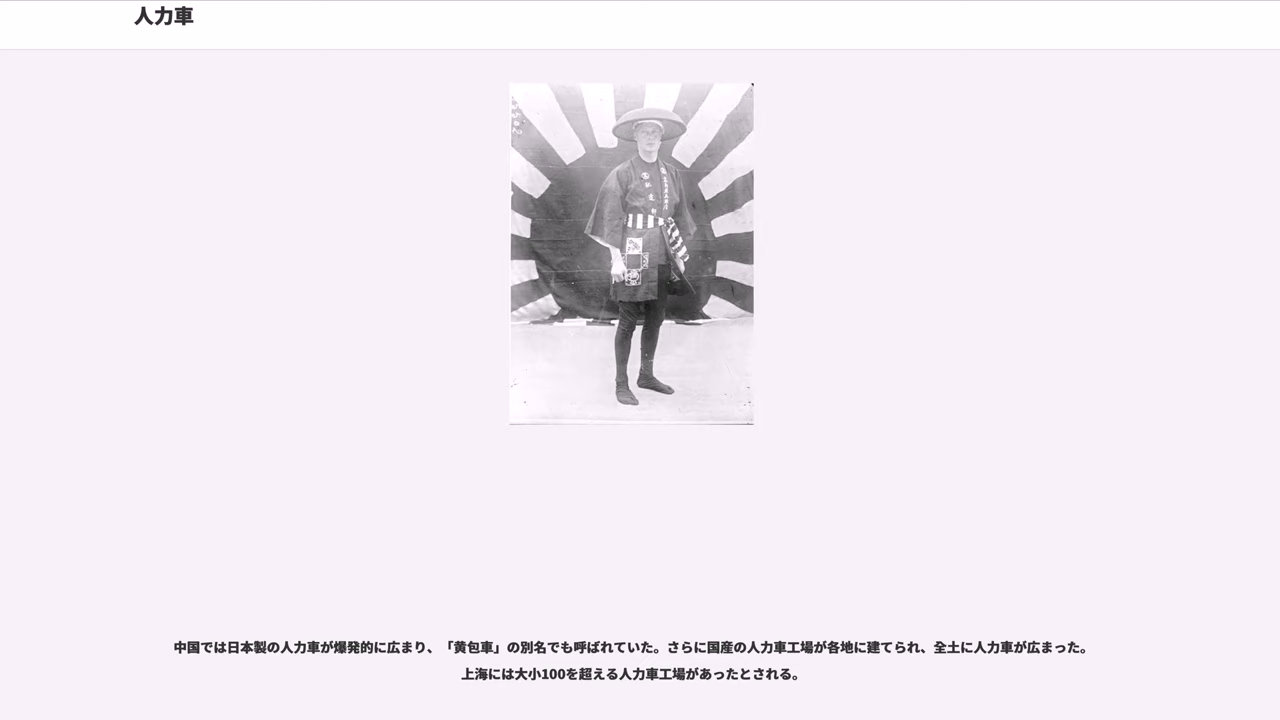 人力車
中国では日本製の人力車が爆発的に広まり、「黄包車」の別名でも呼ばれていた。さらに国産の人力車工場が各地に建てられ、全土に人力車が広まった。
上海には大小100を超える人力車工場があったとされる。